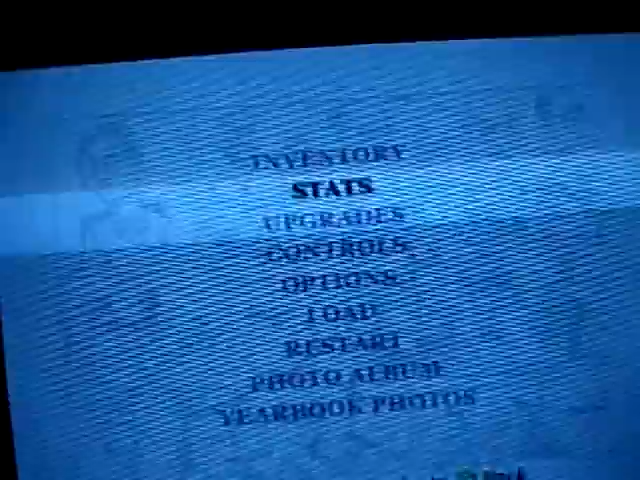 INVENTORY
STATS
UPGRADES
CONTROLS
OPTIONS
LOAD
RESTART
PHOTO ALBUM
YEARBOOK PHOTOS